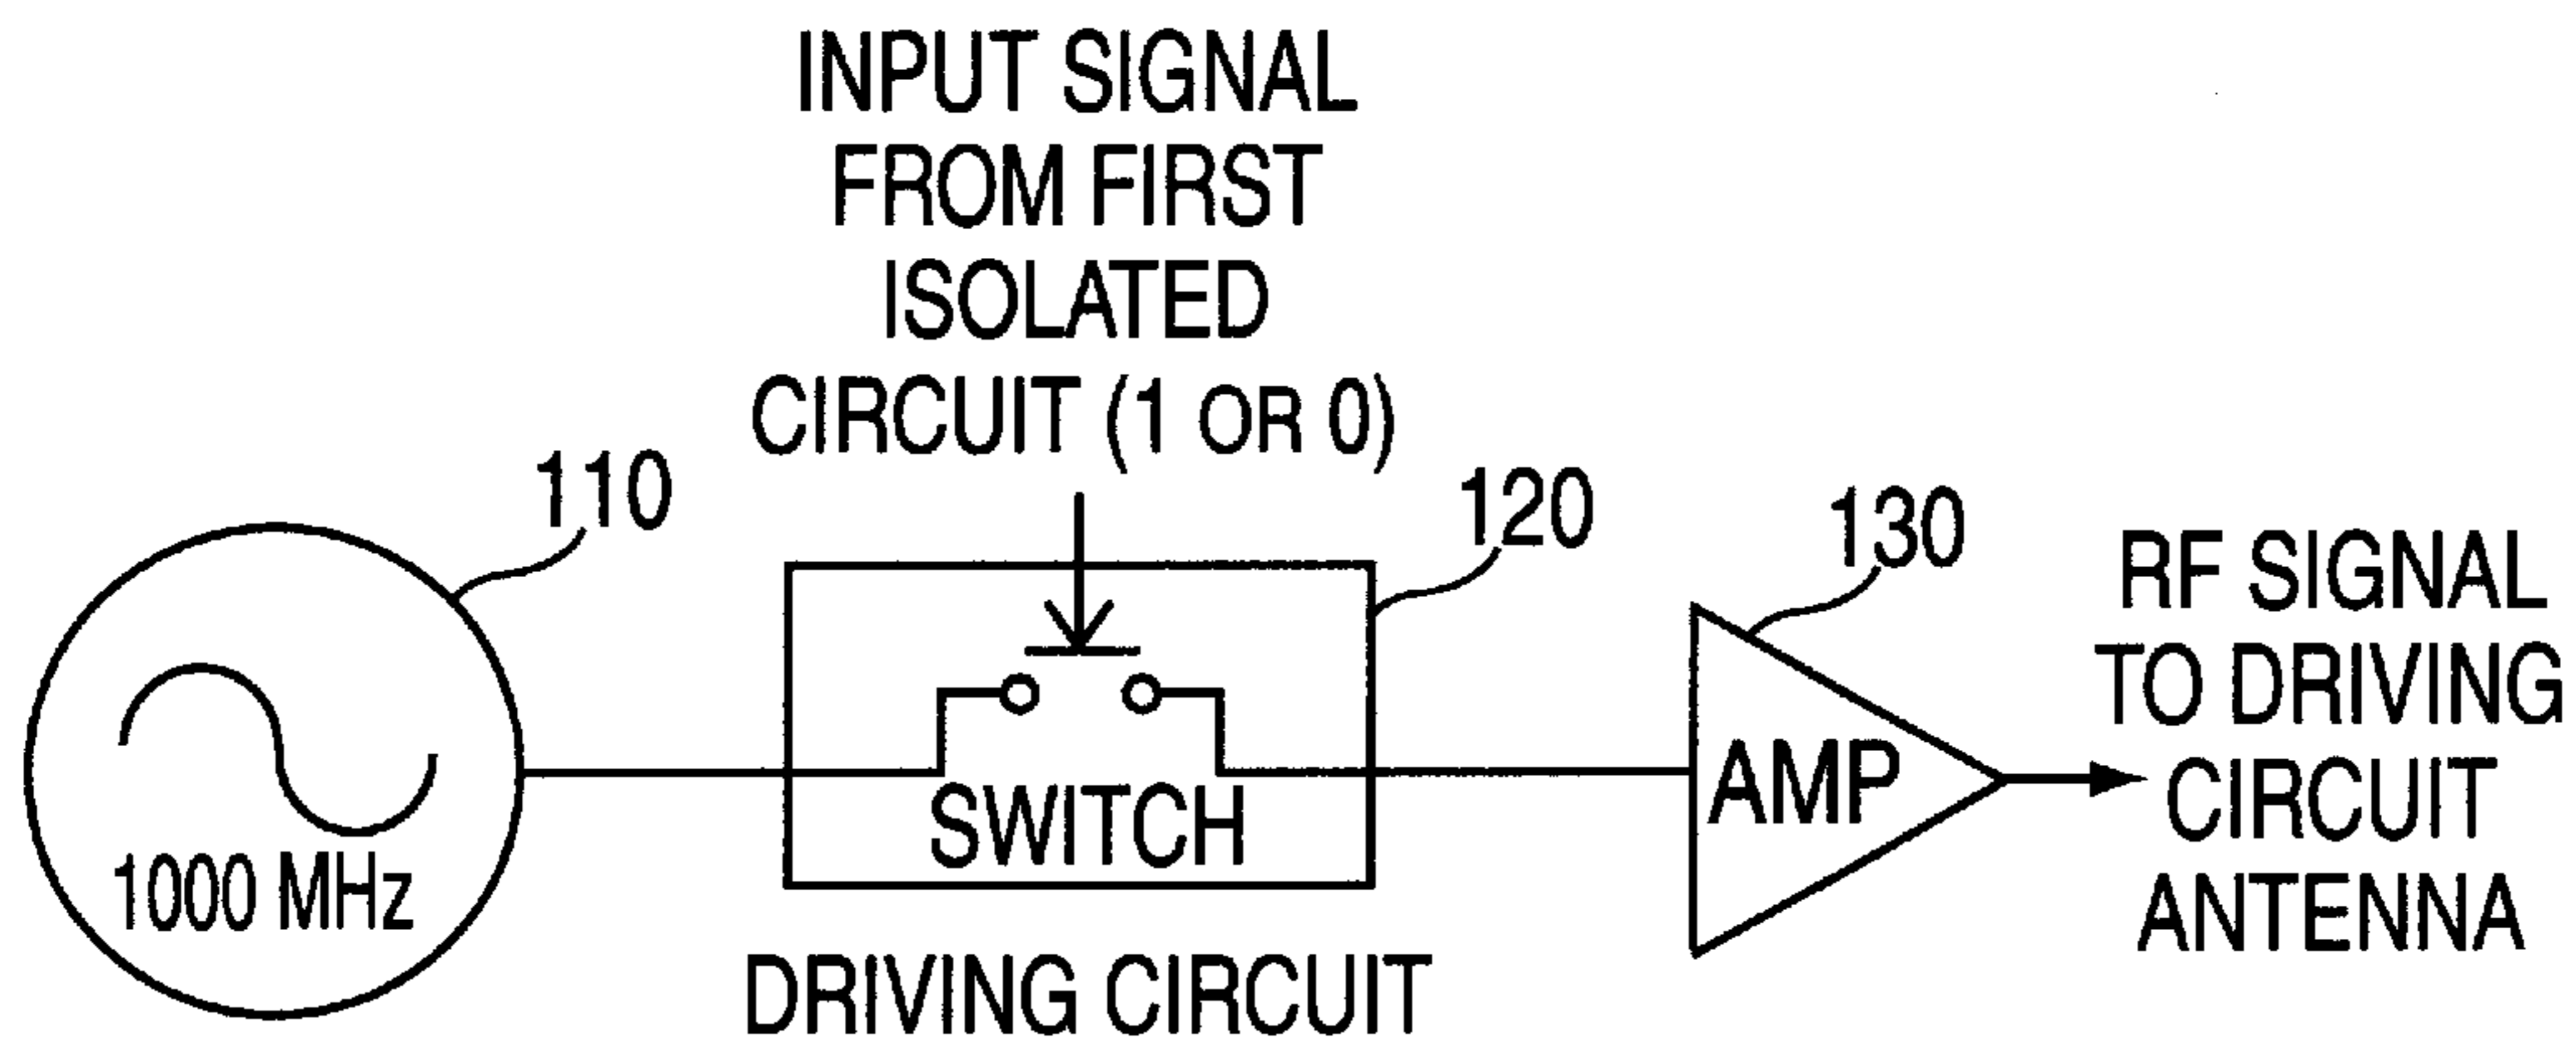 INPUT SIGNAL
FROM FIRST
ISOLATED
CIRCUIT (1 OR 0)
110
120
130
RF SIGNAL
TO DRIVING
CIRCUIT
ANTENNA
AMP
SWITCH
1000 MHz
DRIVING CIRCUIT